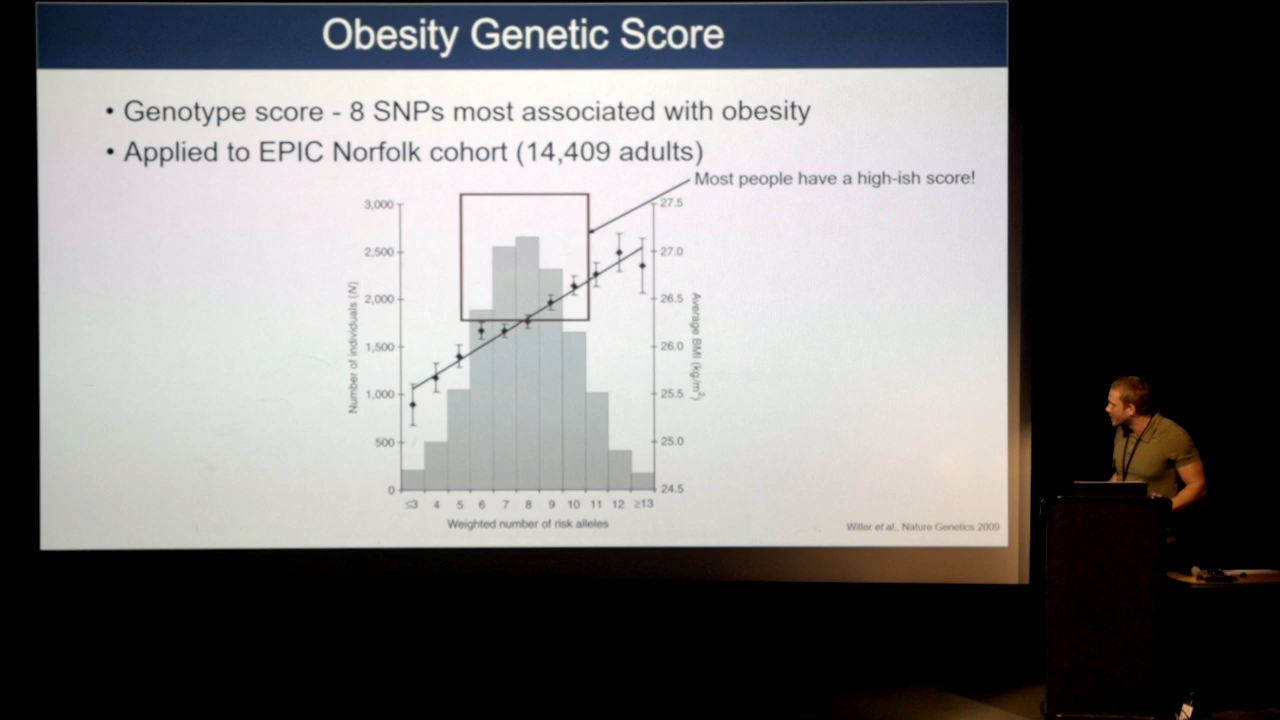 Obesity Genetic Score
• Genotype score - 8 SNPs most associated with obesity
• Applied to EPIC Norfolk cohort (14,409 adults)
Most people have a high-ish score!
3,000
2,500
2,000
1,500
1,000
500
0
Number of individuals (N)
27.5
27.0
26.5
26.0
25.5
25.0
24.5
Average BMI (kg/m²)
≤3 4 5 6 7 8 9 10 11 12 ≥13
Weighted number of risk alleles
Willer et al., Nature Genetics 2009